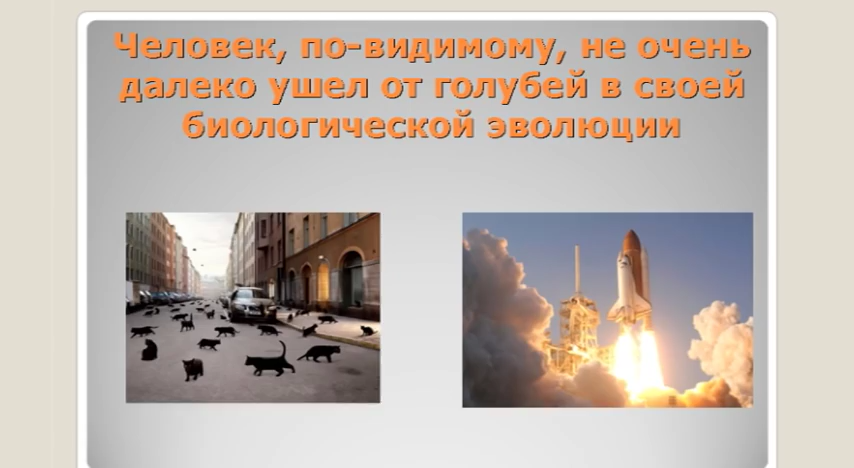 Человек, по-видимому, не очень
далеко ушел от голубей в своей
биологической эволюции